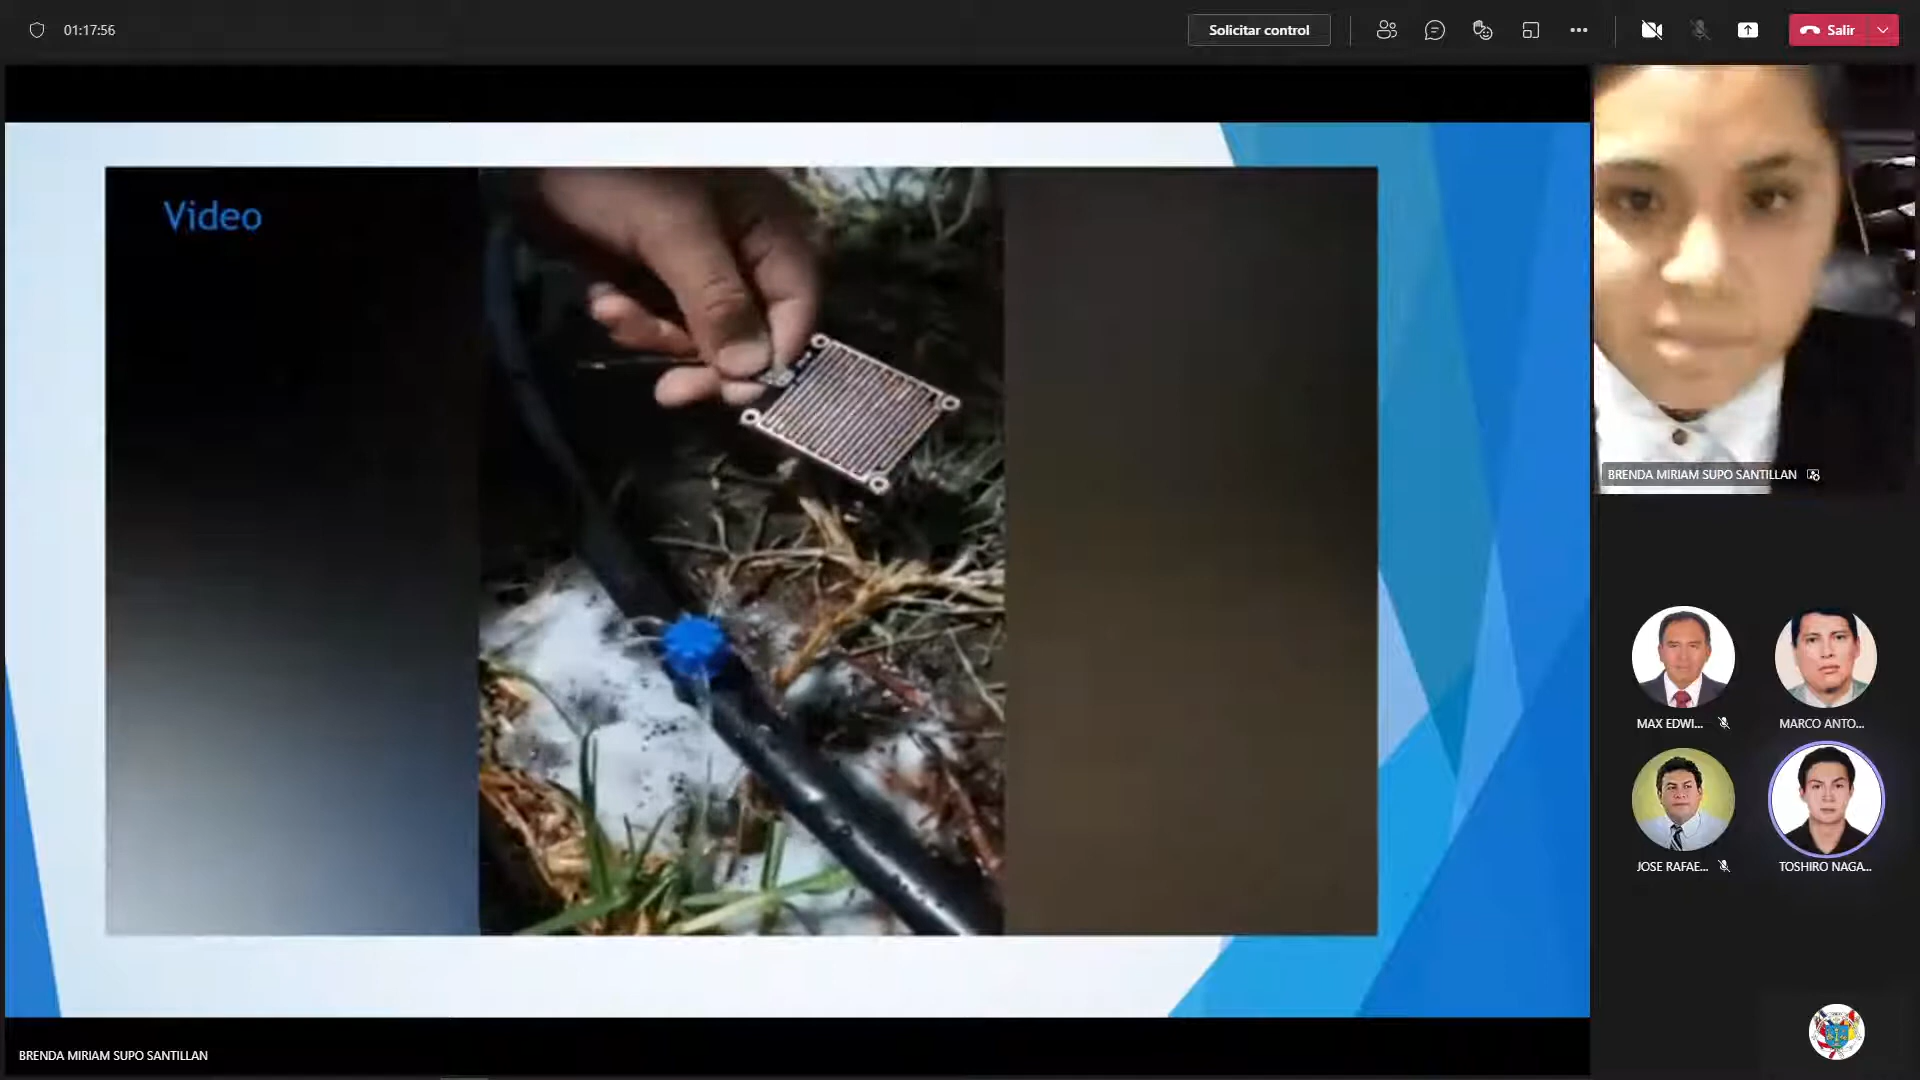 01:17:56
Solicitar control
Salir
Video
BRENDA MIRIAM SUPO SANTILLAN
MAX EDWI...
MARCO ANTO...
JOSE RAFAE...
TOSHIRO NAGA...
BRENDA MIRIAM SUPO SANTILLAN